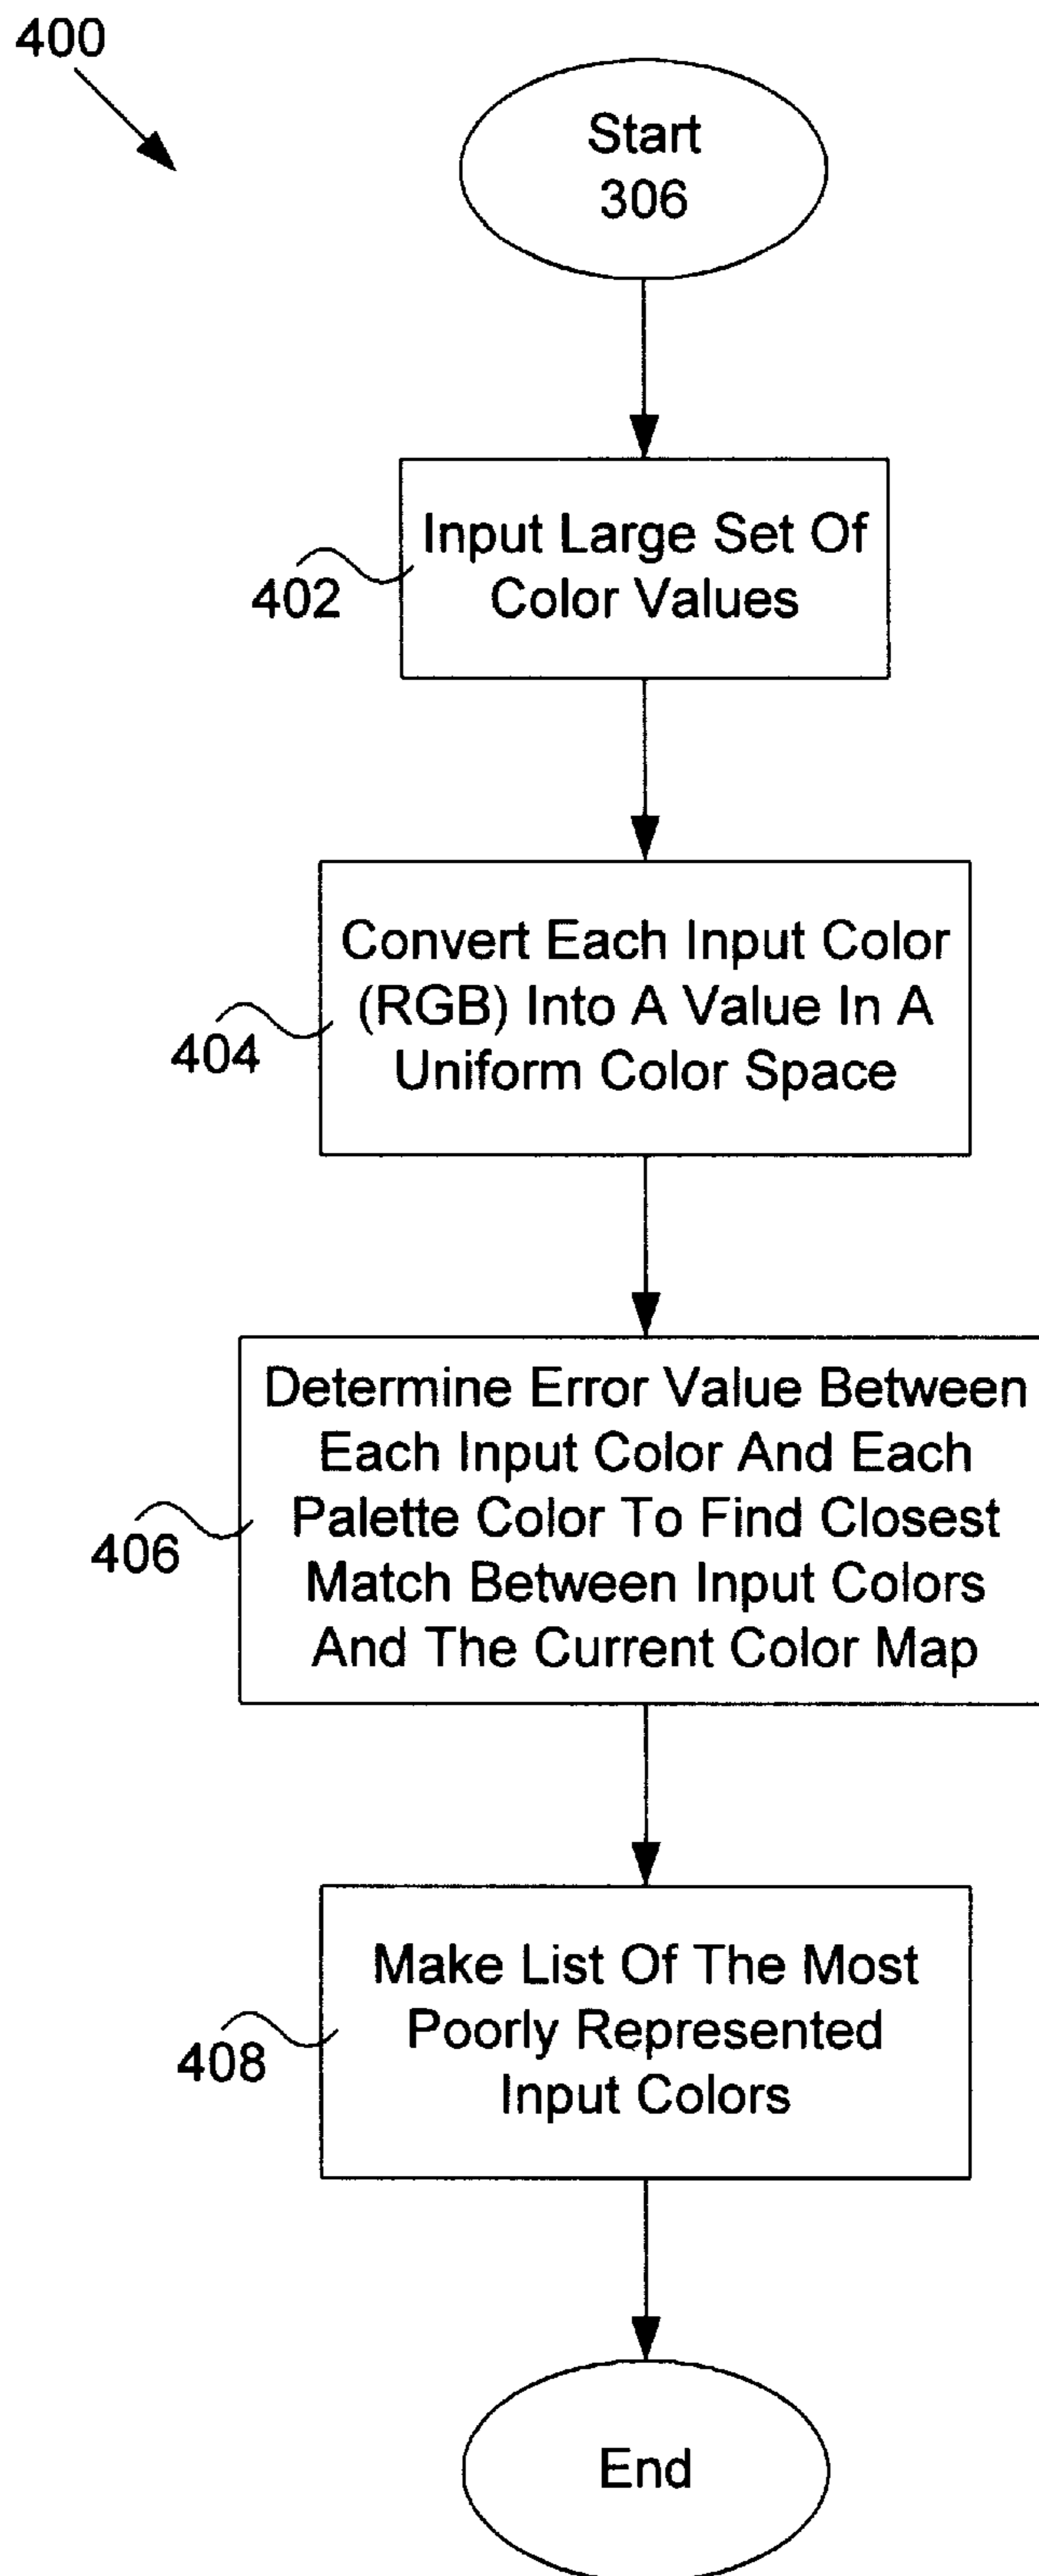 400
Start
306
Input Large Set Of
Color Values
402
Convert Each Input Color
(RGB) Into A Value In A
Uniform Color Space
404
Determine Error Value Between
Each Input Color And Each
Palette Color To Find Closest
Match Between Input Colors
And The Current Color Map
406
Make List Of The Most
Poorly Represented
Input Colors
408
End